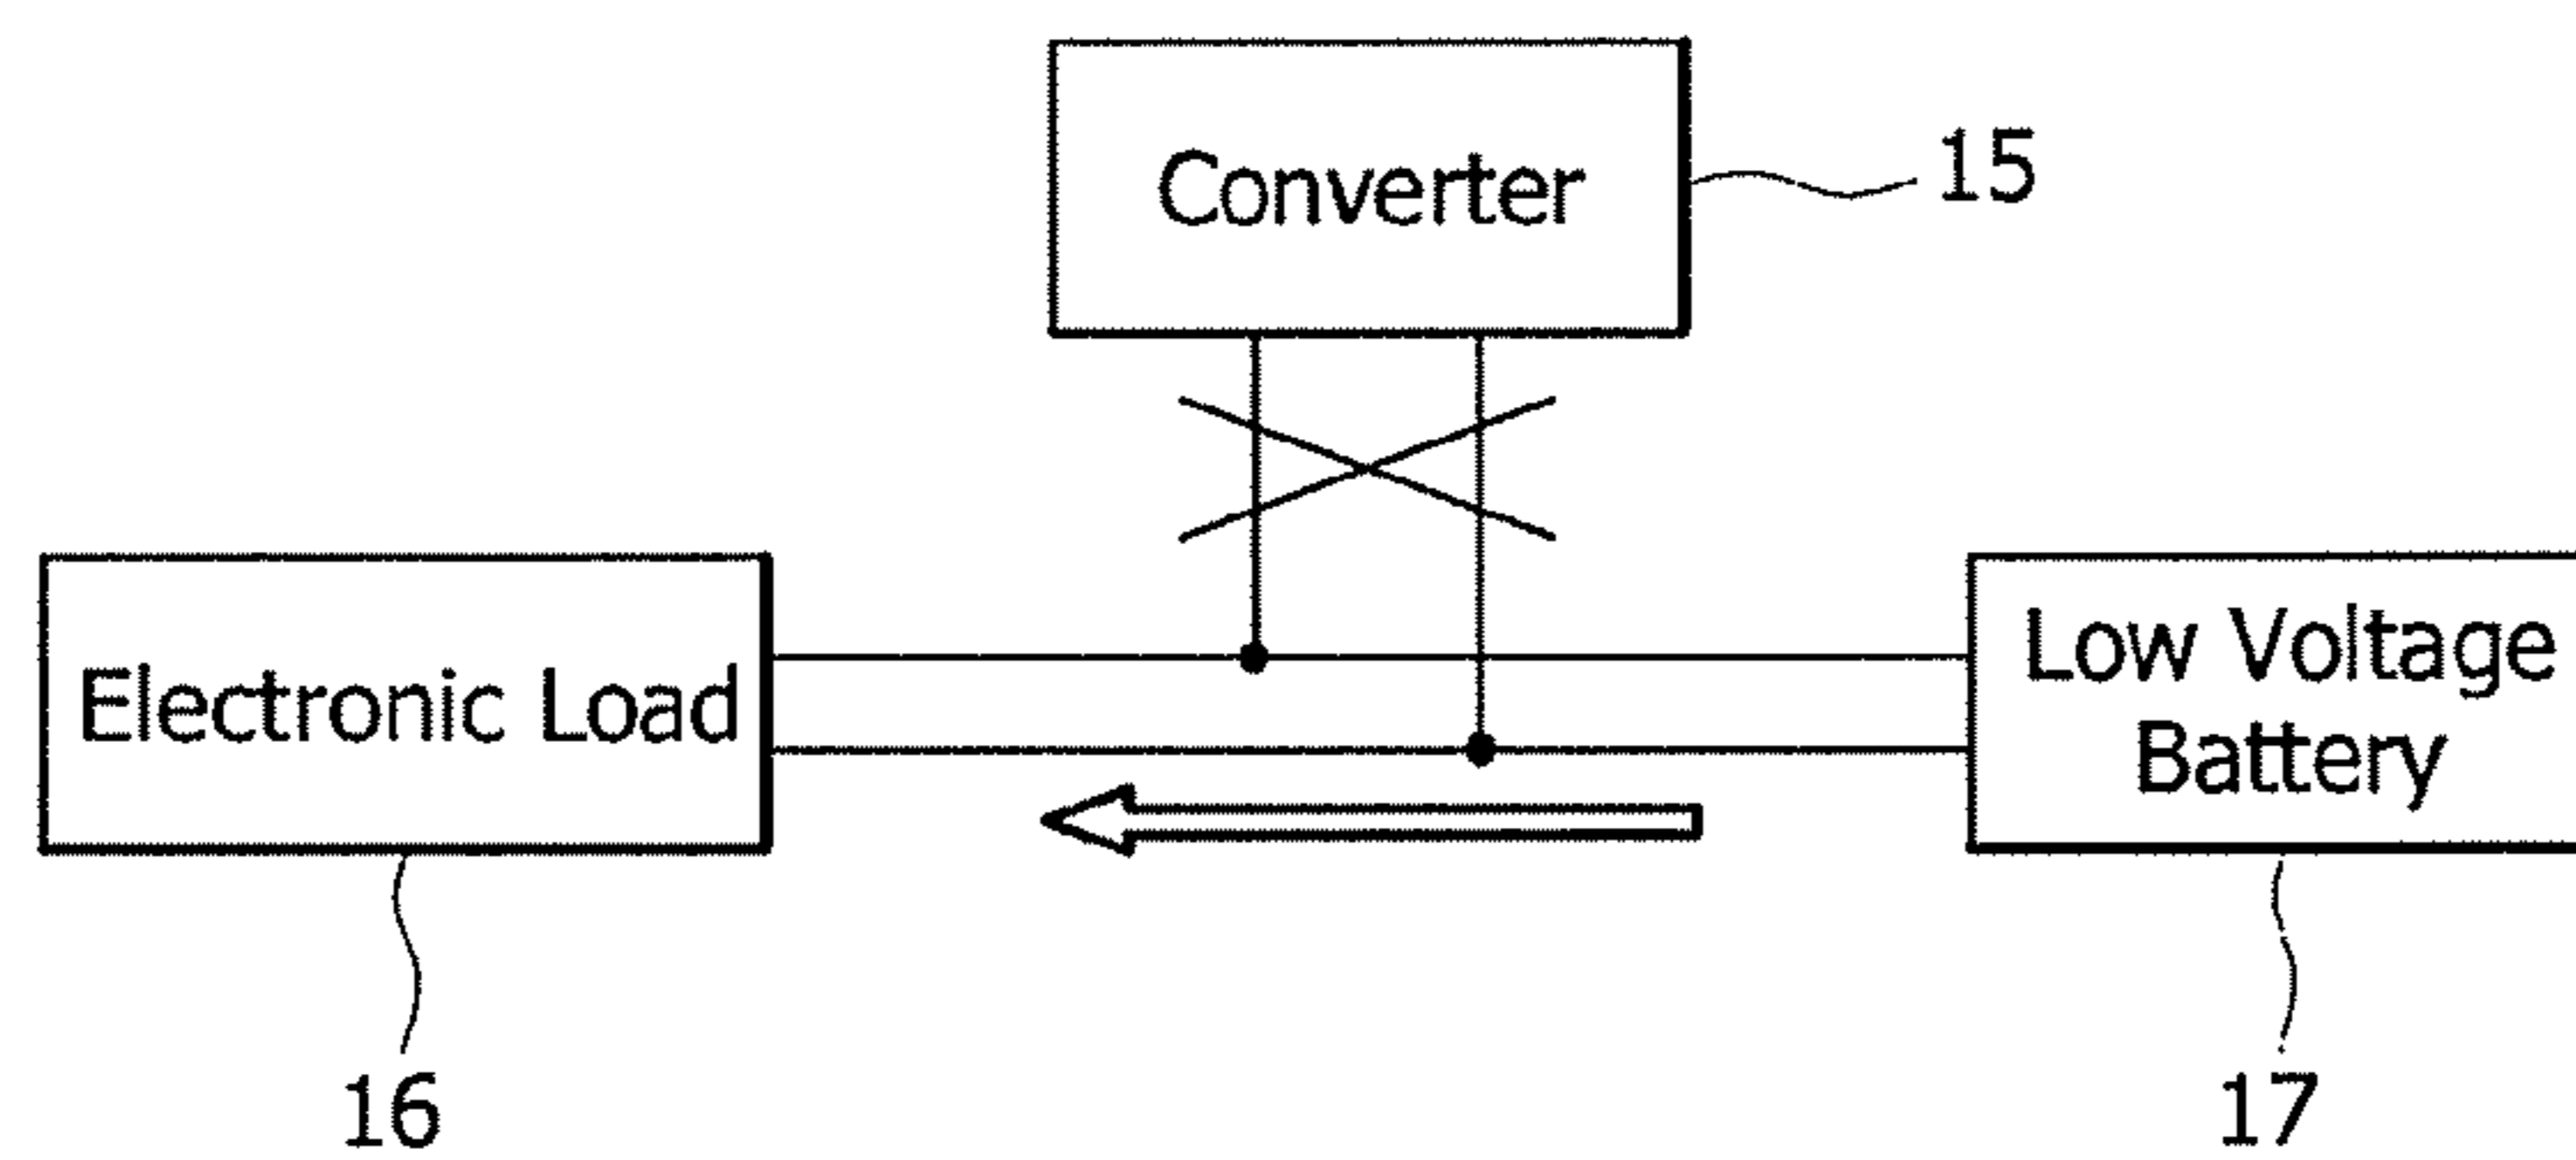 Converter
15
Electronic Load
Low Voltage
Battery
16
17